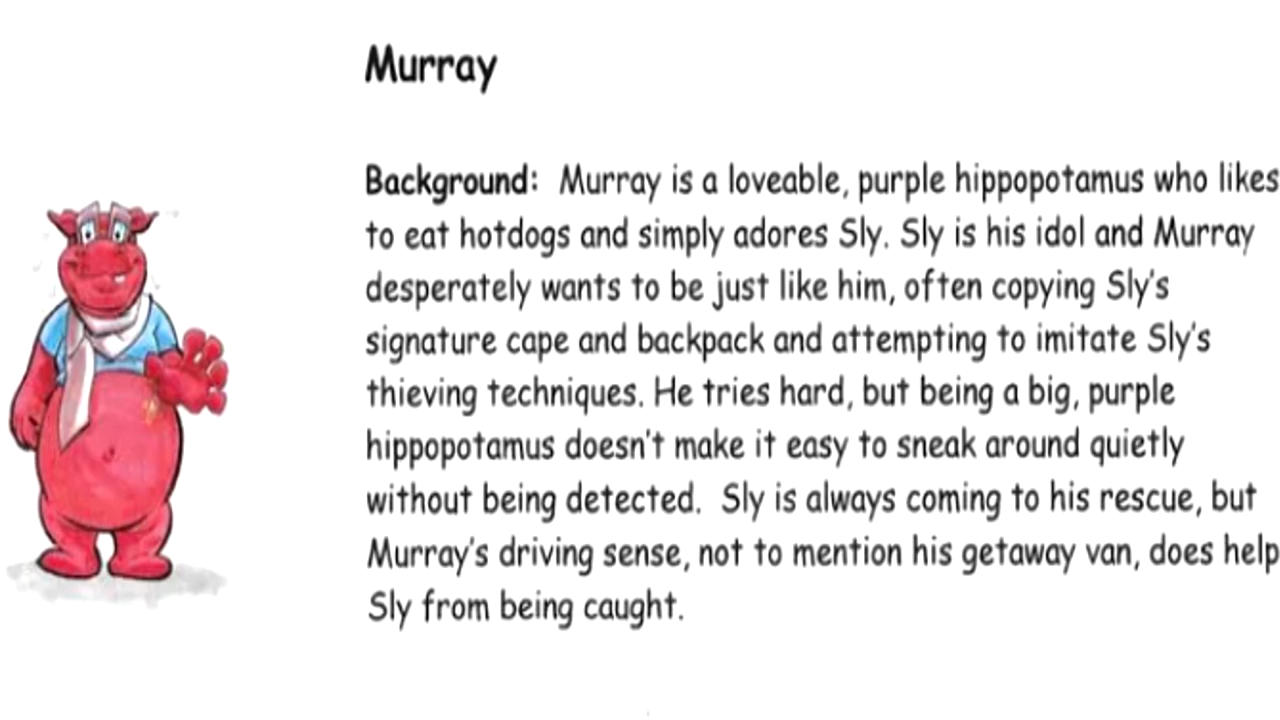 Murray
Background:  Murray is a loveable, purple hippopotamus who likes
to eat hotdogs and simply adores Sly. Sly is his idol and Murray
desperately wants to be just like him, often copying Sly's
signature cape and backpack and attempting to imitate Sly's
thieving techniques. He tries hard, but being a big, purple
hippopotamus doesn't make it easy to sneak around quietly
without being detected.  Sly is always coming to his rescue, but
Murray's driving sense, not to mention his getaway van, does help
Sly from being caught.